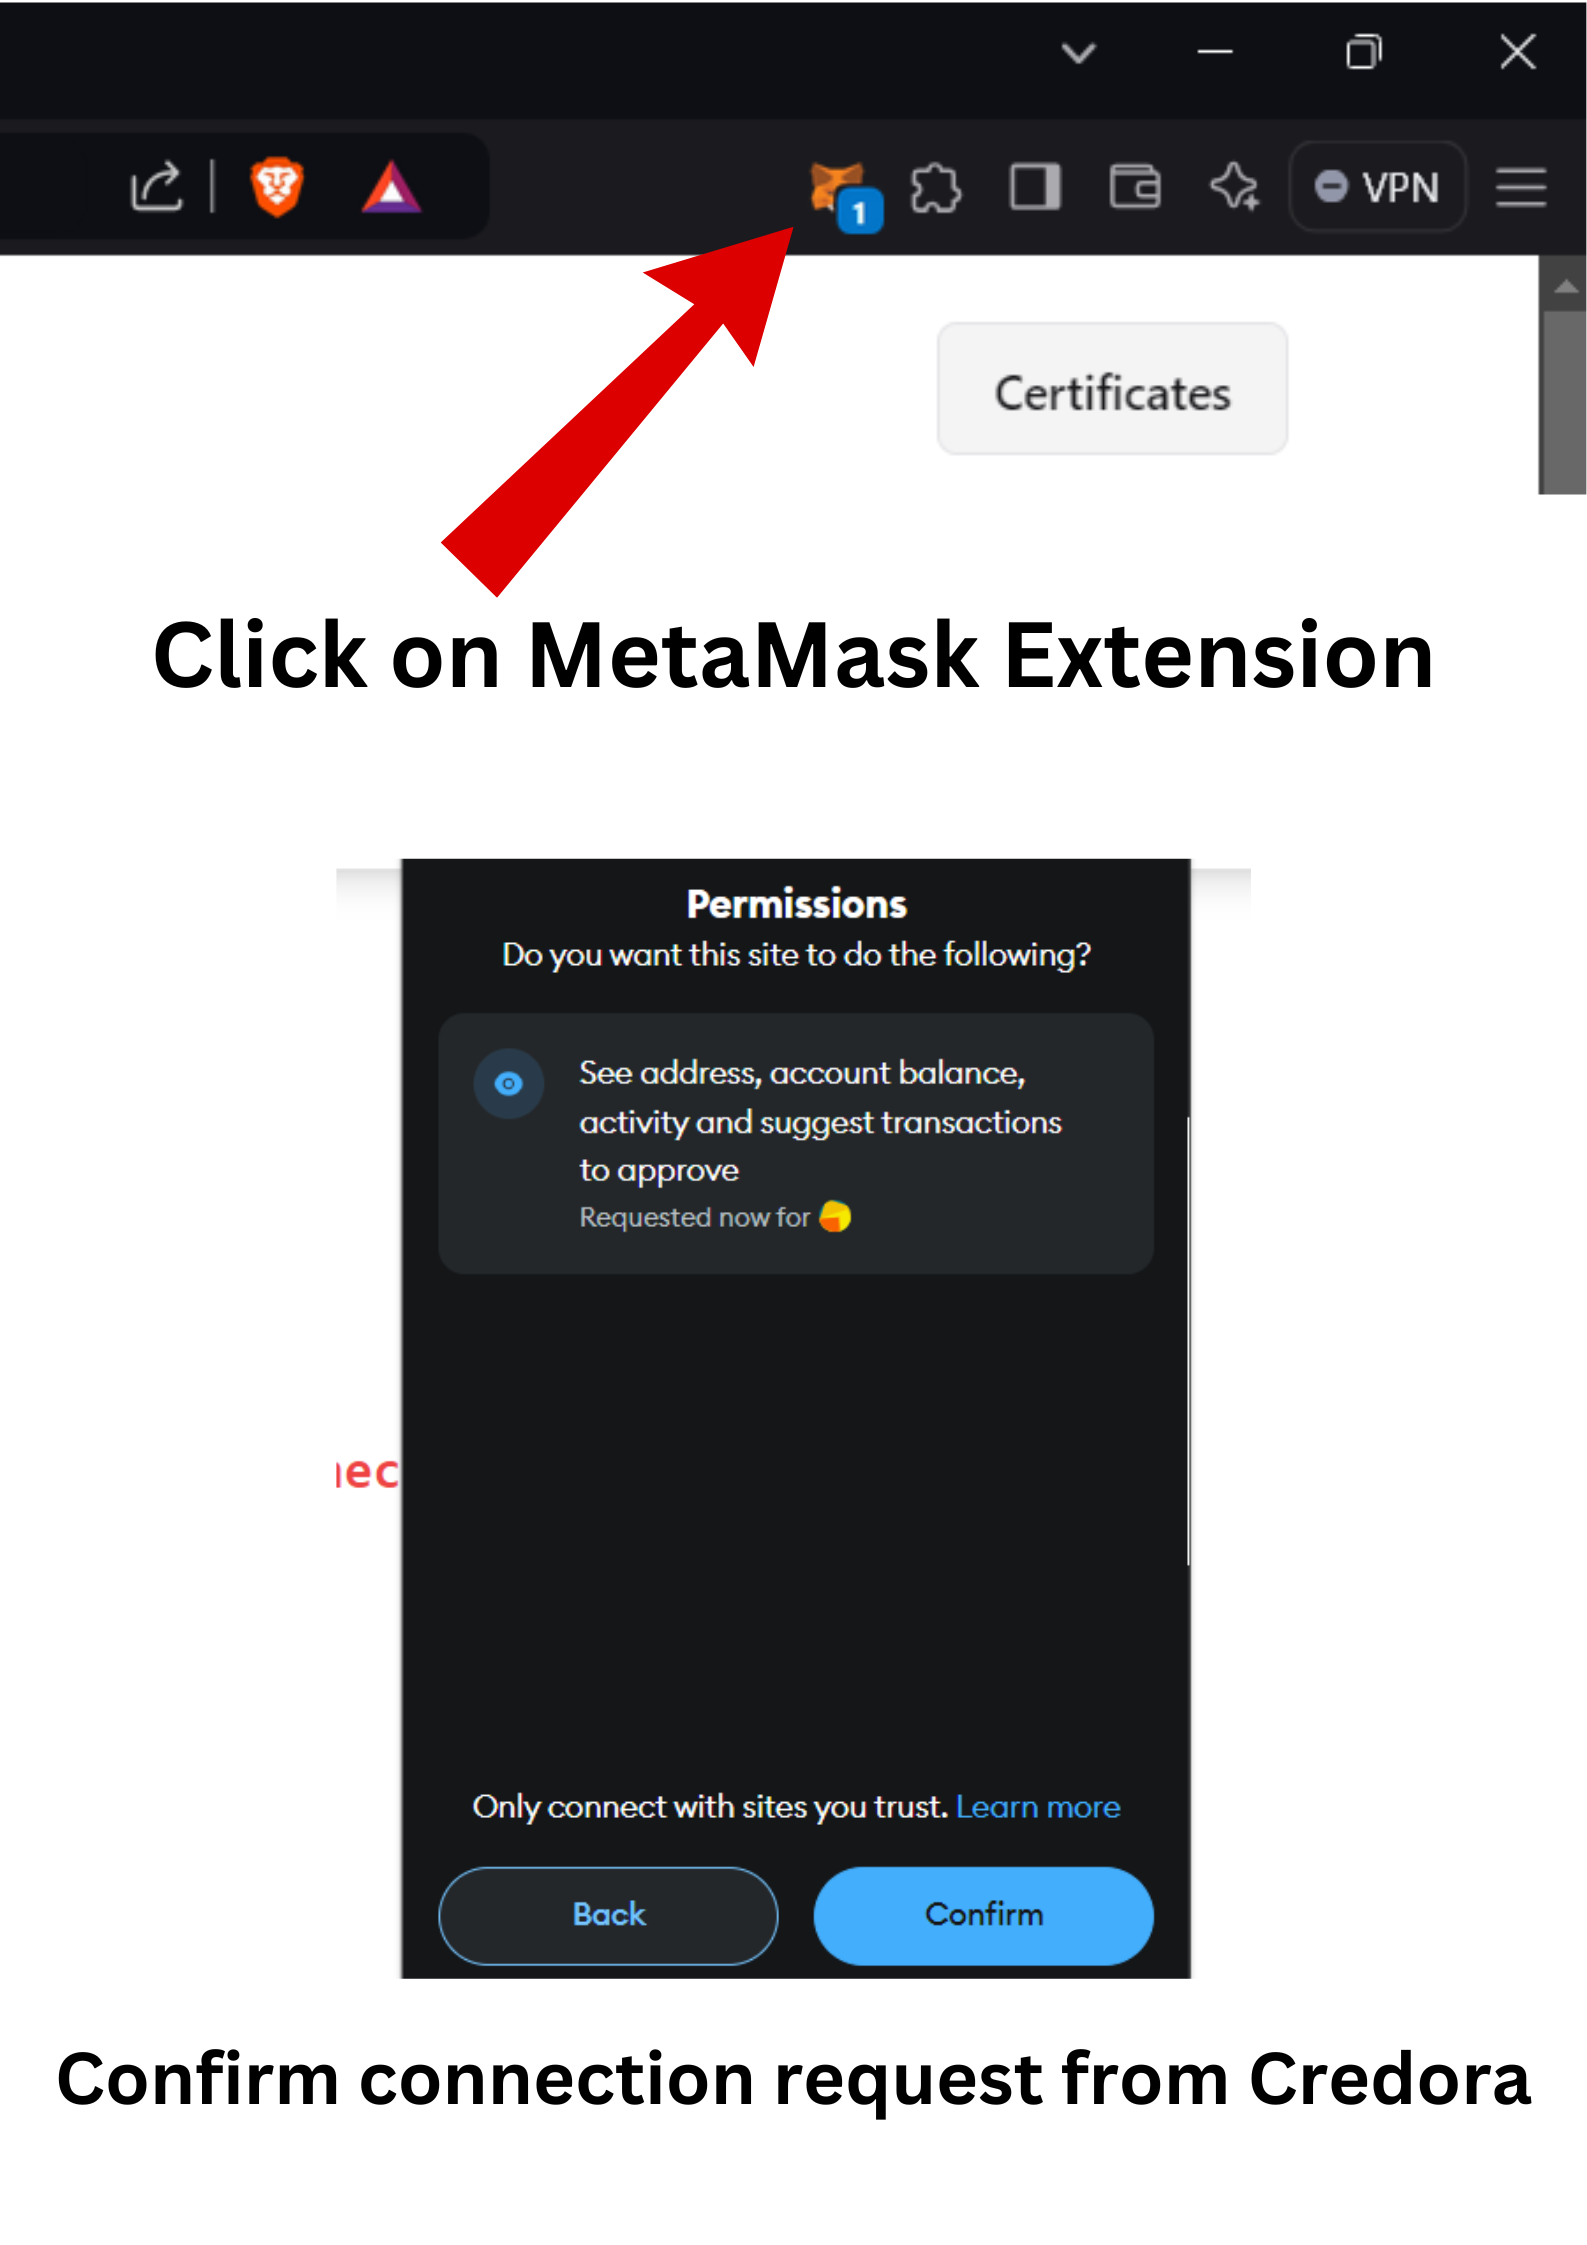 1
VPN
Certificates
Click on MetaMask Extension
Permissions
Do you want this site to do the following?
See address, account balance,
activity and suggest transactions
to approve
Requested now for
nec
Only connect with sites you trust. Learn more
Back
Confirm
Confirm connection request from Credora